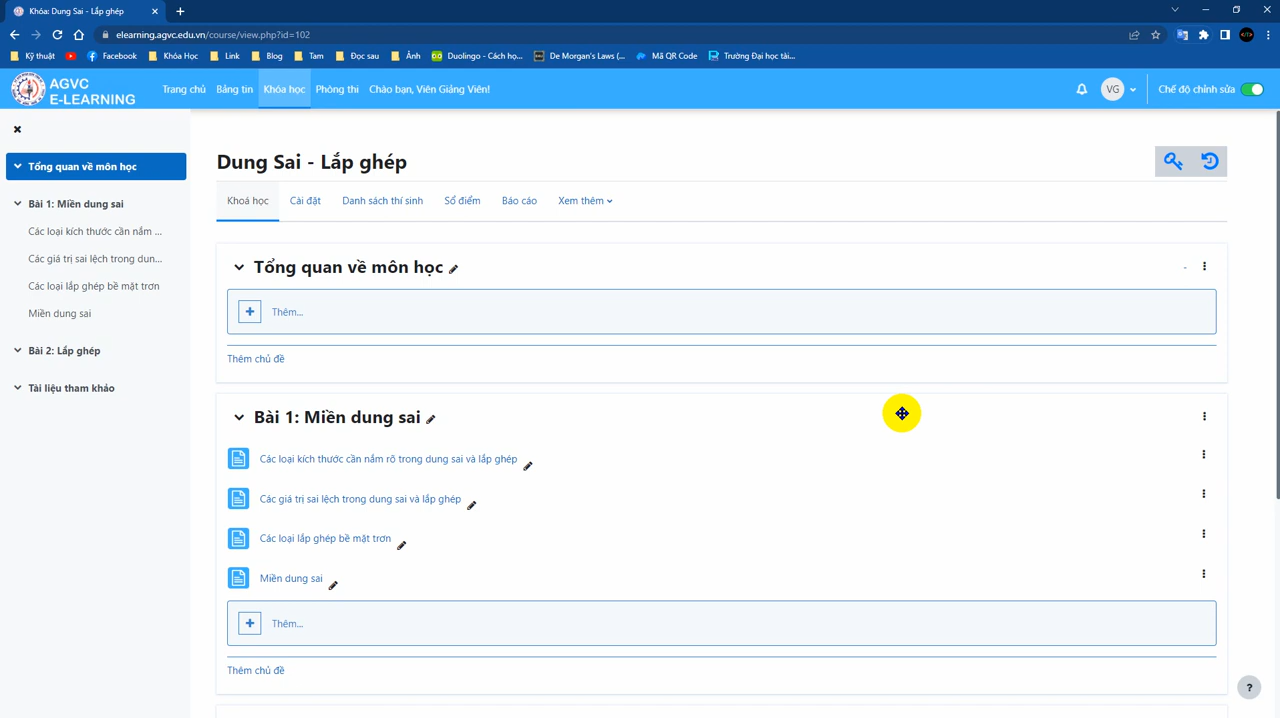 Khóa: Dung Sai - Lắp ghép
elearning.agvc.edu.vn/course/view.php?id=102
Kỹ thuật
Facebook
Khóa Học
Link
Blog
Tam
Đọc sau
Ảnh
Duolingo - Cách họ...
De Morgan's Laws (...
Mã QR Code
Trường Đại học tài...
AGVC
E-LEARNING
Trang chủ
Bảng tin
Khóa học
Phòng thi
Chào bạn, Viên Giảng Viên!
VG
Chế độ chỉnh sửa
Tổng quan về môn học
Bài 1: Miền dung sai
Các loại kích thước cần nắm ...
Các giá trị sai lệch trong dun...
Các loại lắp ghép bề mặt trơn
Miền dung sai
Bài 2: Lắp ghép
Tài liệu tham khảo
Dung Sai - Lắp ghép
Khoá học
Cài đặt
Danh sách thí sinh
Sổ điểm
Báo cáo
Xem thêm
Tổng quan về môn học
Thêm...
Thêm chủ đề
Bài 1: Miền dung sai
Các loại kích thước cần nắm rõ trong dung sai và lắp ghép
Các giá trị sai lệch trong dung sai và lắp ghép
Các loại lắp ghép bề mặt trơn
Miền dung sai
Thêm...
Thêm chủ đề
?